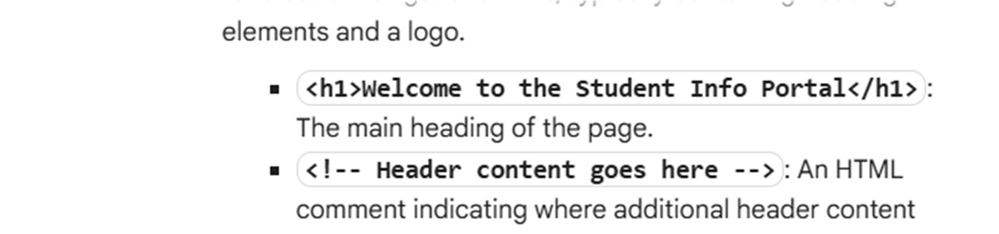 elements and a logo.
▪ <h1>Welcome to the Student Info Portal</h1>:
The main heading of the page.
▪ <!-- Header content goes here -->: An HTML
comment indicating where additional header content